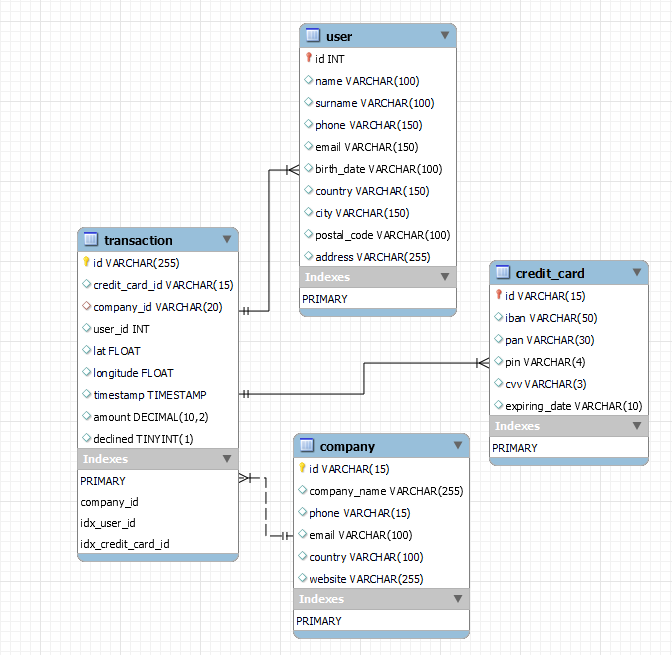 user
id INT
name VARCHAR(100)
surname VARCHAR(100)
phone VARCHAR(150)
email VARCHAR(150)
birth_date VARCHAR(100)
country VARCHAR(150)
city VARCHAR(150)
postal_code VARCHAR(100)
address VARCHAR(255)
Indexes
PRIMARY
transaction
id VARCHAR(255)
credit_card_id VARCHAR(15)
company_id VARCHAR(20)
user_id INT
lat FLOAT
longitude FLOAT
timestamp TIMESTAMP
amount DECIMAL(10,2)
declined TINYINT(1)
Indexes
PRIMARY
company_id
idx_user_id
idx_credit_card_id
credit_card
id VARCHAR(15)
iban VARCHAR(50)
pan VARCHAR(30)
pin VARCHAR(4)
cvv VARCHAR(3)
expiring_date VARCHAR(10)
Indexes
PRIMARY
company
id VARCHAR(15)
company_name VARCHAR(255)
phone VARCHAR(15)
email VARCHAR(100)
country VARCHAR(100)
website VARCHAR(255)
Indexes
PRIMARY